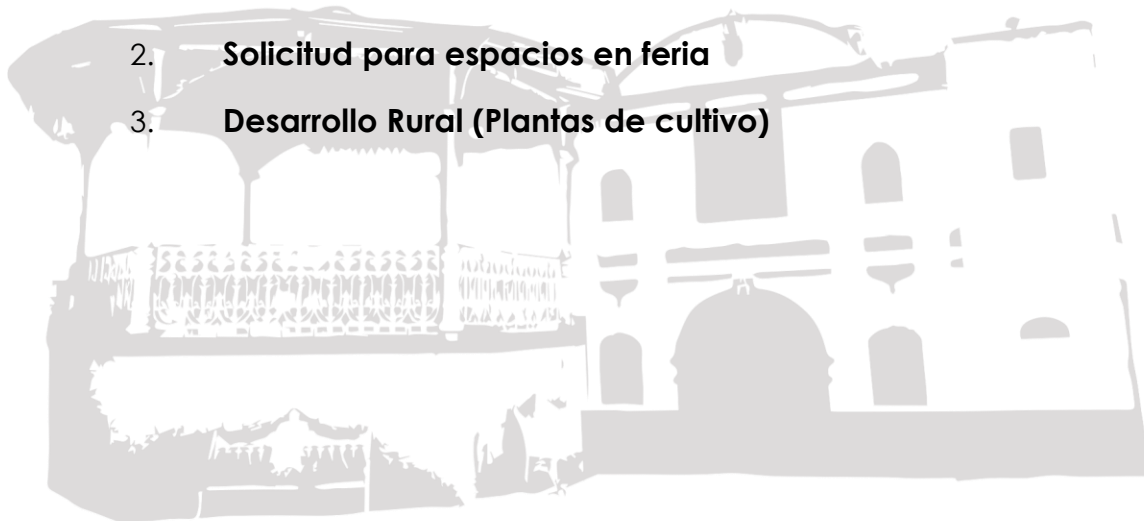 2. Solicitud para espacios en feria
3. Desarrollo Rural (Plantas de cultivo)